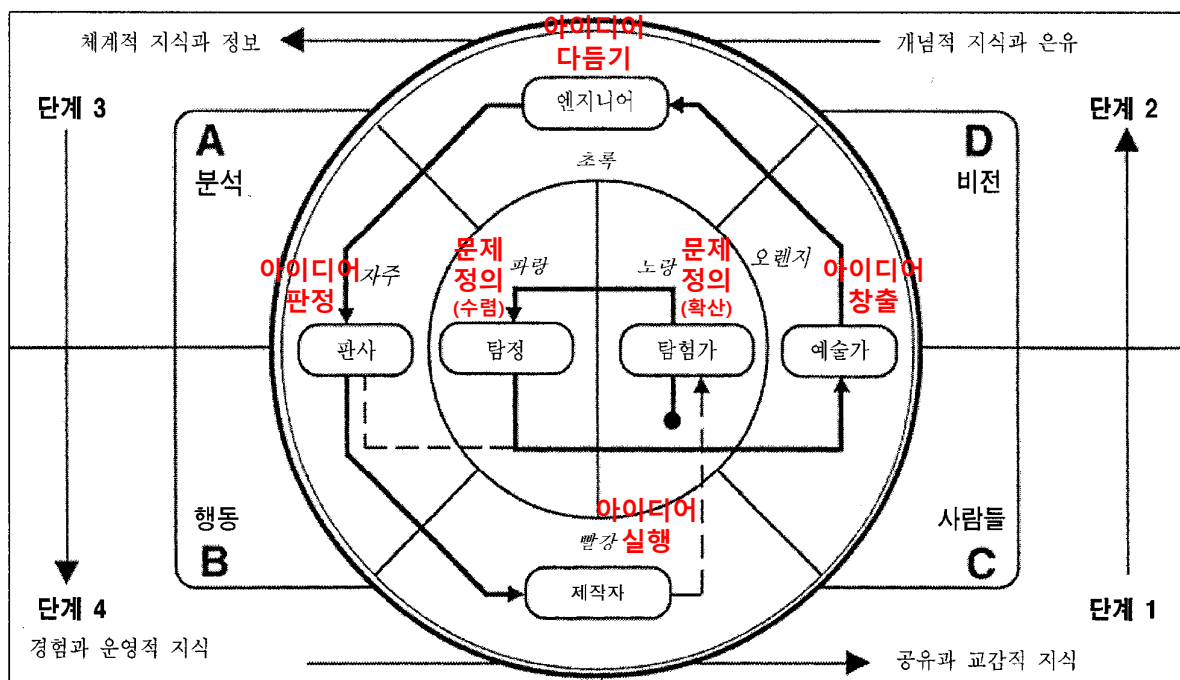 체계적 지식과 정보
아이디어
다듬기
개념적 지식과 은유
엔지니어
단계 3
단계 2
A
분석
D
비전
초록
아이디어
판정
자주
문제
정의
(수렴)
파랑
노랑
문제
정의
(확산)
오렌지
아이디어
창출
판사
탐정
탐험가
예술가
행동
B
아이디어
실행
빨강
사람들
C
제작자
단계 4
단계 1
경험과 운영적 지식
공유과 교감직 지식